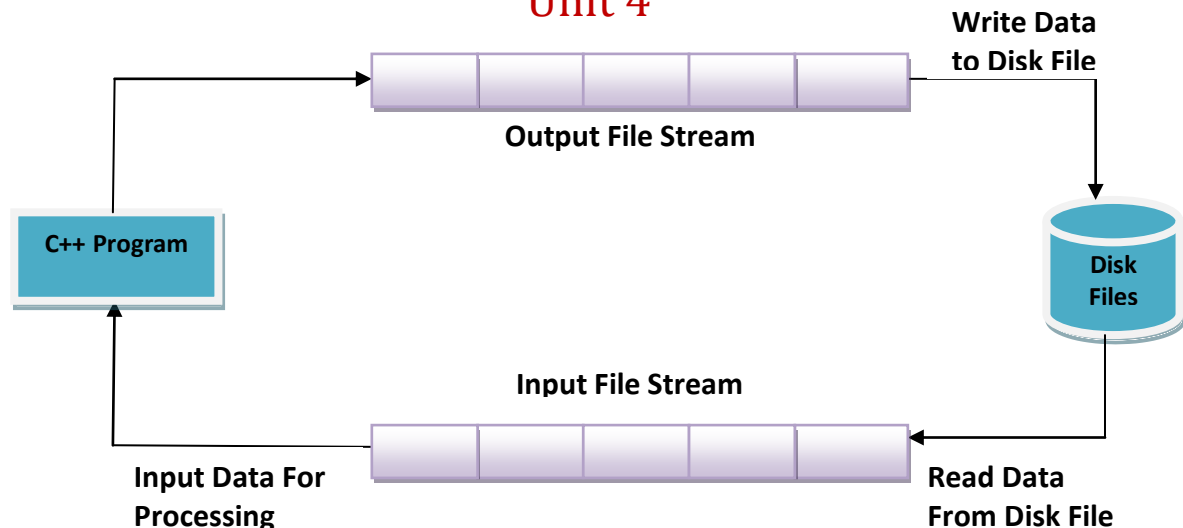 Unit 4
Write Data
to Disk File
Output File Stream
C++ Program
Disk
Files
Input File Stream
Input Data For
Processing
Read Data
From Disk File